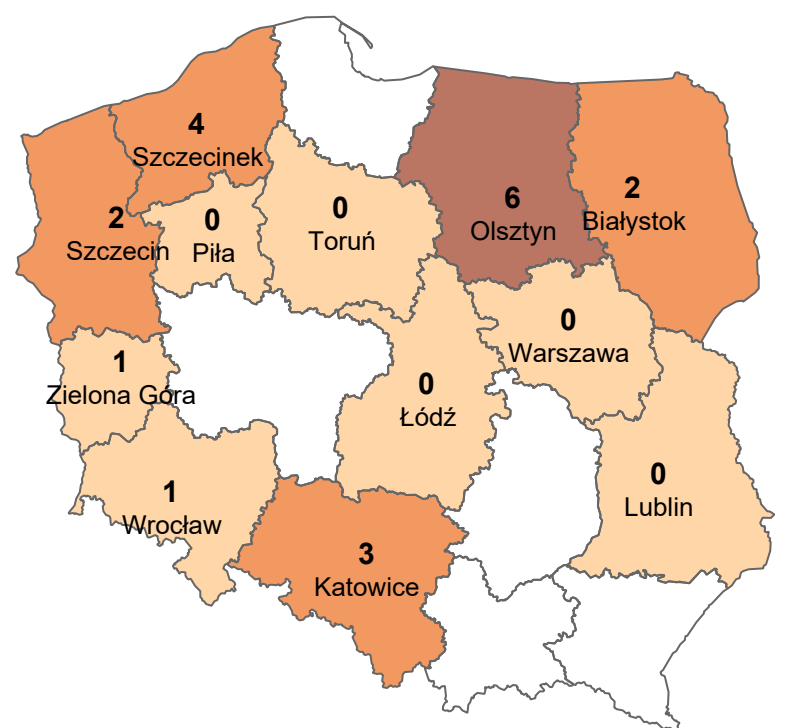 4
Szczecinek
2
Szczecin
0
Piła
0
Toruń
6
Olsztyn
2
Białystok
1
Zielona Góra
0
Łódź
0
Warszawa
1
Wrocław
0
Lublin
3
Katowice